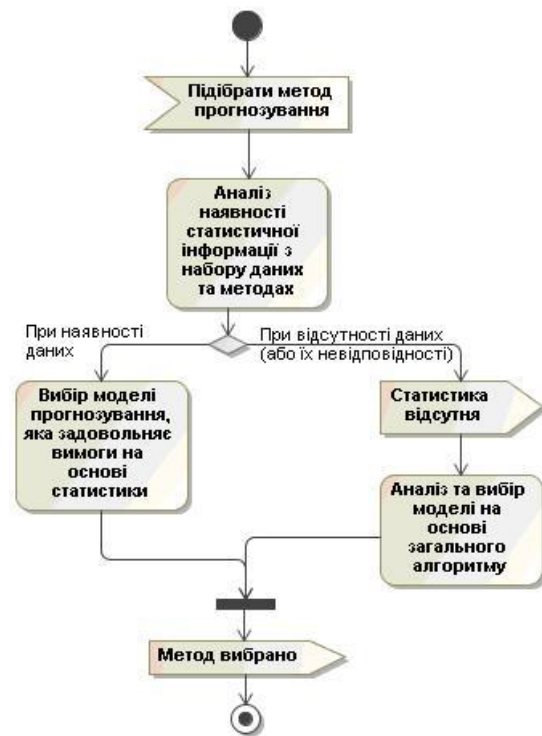 Підібрати метод
прогнозування
Аналіз
наявності
статистичної
інформації з
набору даних
та методах
При наявності
даних
При відсутності даних
(або їх невідповідності)
Вибір моделі
прогнозування,
яка задовольняє
вимоги на
основі
статистики
Статистика
відсутня
Аналіз та вибір
моделі на
основі
загального
алгоритму
Метод вибрано